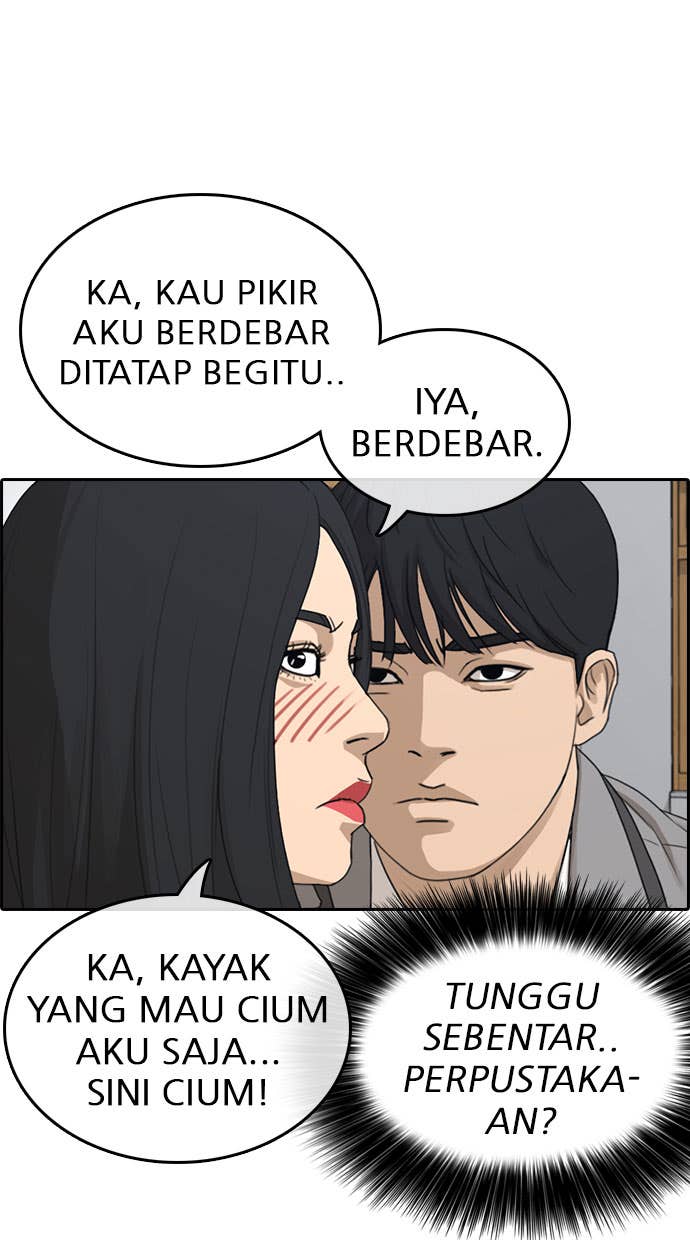 KA, KAU PIKIR
AKU BERDEBAR
DITATAP BEGITU..
IYA,
BERDEBAR.
KA, KAYAK
YANG MAU CIUM
AKU SAJA...
SINI CIUM!
TUNGGU
SEBENTAR..
PERPUSTAKA-
AN?